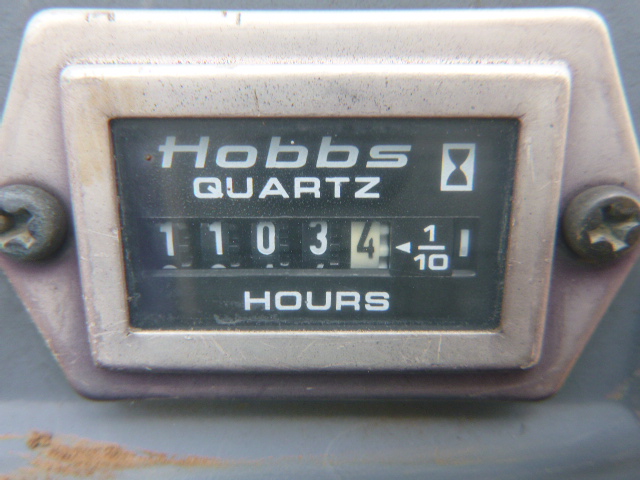 Hobbs
QUARTZ
1 1 0 3 4 ◄ 1/10
HOURS